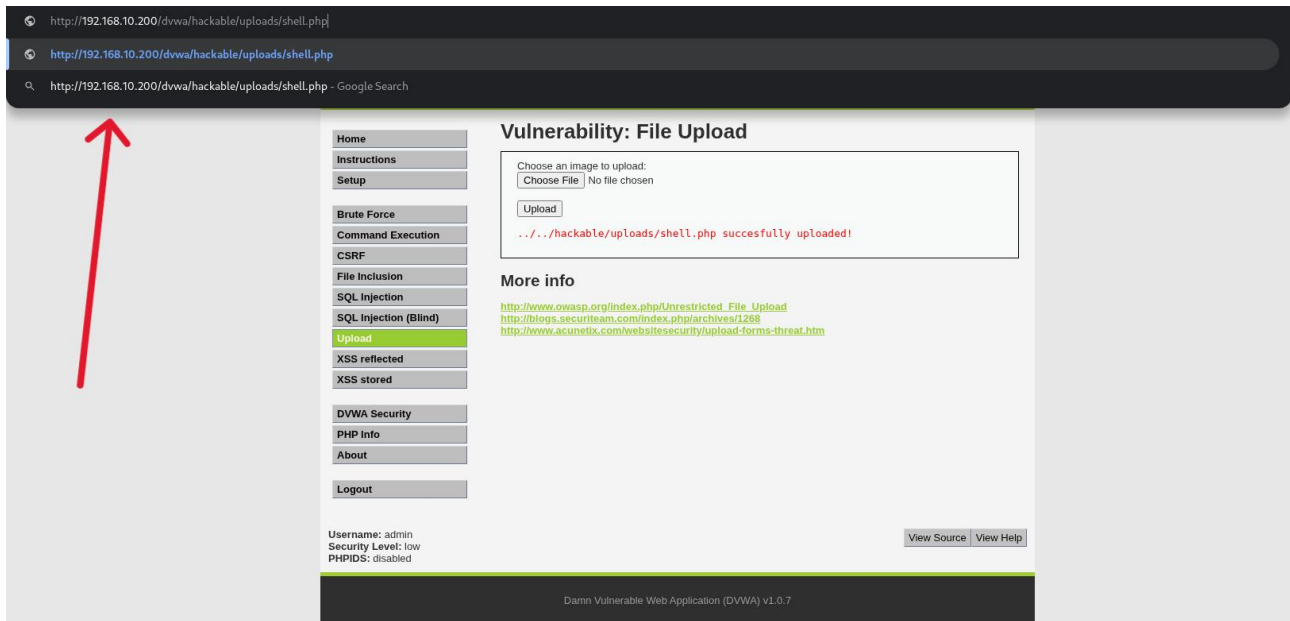 http://192.168.10.200/dvwa/hackable/uploads/shell.php
http://192.168.10.200/dvwa/hackable/uploads/shell.php
http://192.168.10.200/dvwa/hackable/uploads/shell.php - Google Search
Home
Instructions
Setup
Brute Force
Command Execution
CSRF
File Inclusion
SQL Injection
SQL Injection (Blind)
Upload
XSS reflected
XSS stored
DVWA Security
PHP Info
About
Logout
Vulnerability: File Upload
Choose an image to upload:
Choose File No file chosen
Upload
../../hackable/uploads/shell.php succesfully uploaded!
More info
http://www.owasp.org/index.php/Unrestricted_File_Upload
http://blogs.securiteam.com/index.php/archives/1268
http://www.acunetix.com/websitesecurity/upload-forms-threat.htm
Username: admin
Security Level: low
PHPIDS: disabled
View Source View Help
Damn Vulnerable Web Application (DVWA) v1.0.7